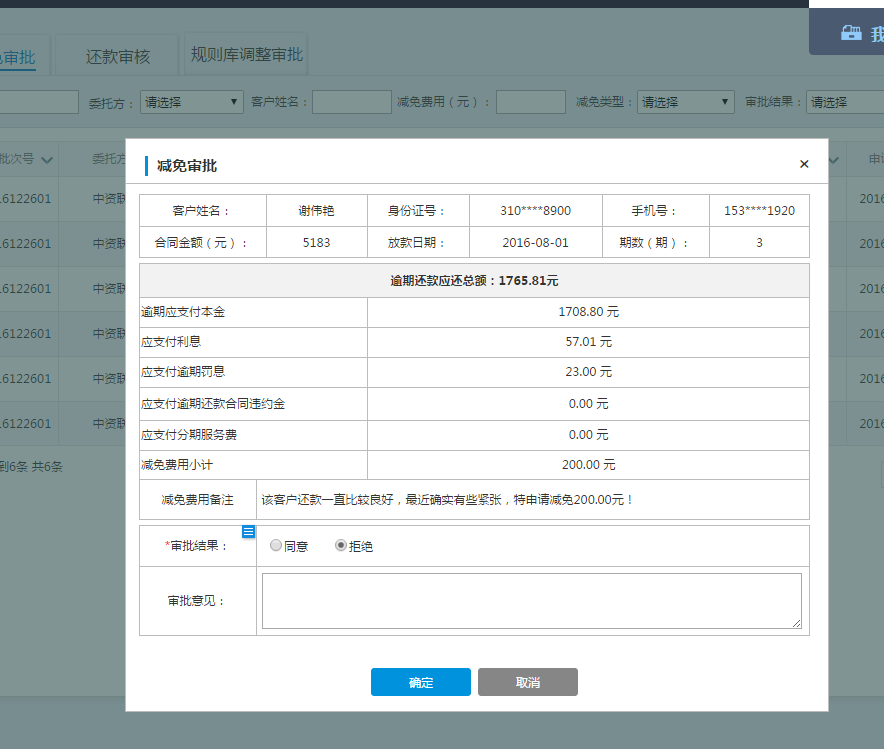 我
免审批 还款审核 规则库调整审批
委托方： 请选择 客户姓名： 减免费用（元）： 减免类型： 请选择 审批结果： 请选择
批次号 委托方
6122601 中资联 2016
6122601 中资联 2016
6122601 中资联 2016
6122601 中资联 2016
6122601 中资联 2016
6122601 中资联 2016
到6条 共6条
减免审批 ×
客户姓名： 谢伟艳 身份证号： 310****8900 手机号： 153****1920
合同金额（元）： 5183 放款日期： 2016-08-01 期数（期）： 3
逾期还款应还总额：1765.81元
逾期应支付本金 1708.80 元
应支付利息 57.01 元
应支付逾期罚息 23.00 元
应支付逾期还款合同违约金 0.00 元
应支付分期服务费 0.00 元
减免费用小计 200.00 元
减免费用备注 该客户还款一直比较良好，最近确实有些紧张，特申请减免200.00元！
*审批结果： 同意 拒绝
审批意见：
确定 取消